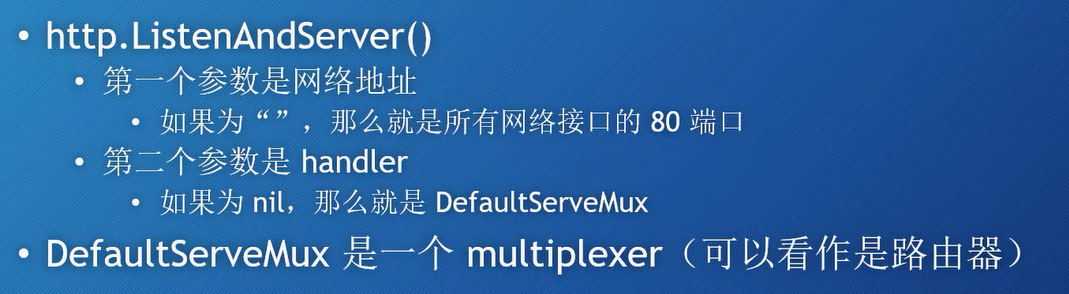 • http.ListenAndServer()
• 第一个参数是网络地址
• 如果为“”，那么就是所有网络接口的 80 端口
• 第二个参数是 handler
• 如果为 nil，那么就是 DefaultServeMux
• DefaultServeMux 是一个 multiplexer（可以看作是路由器）